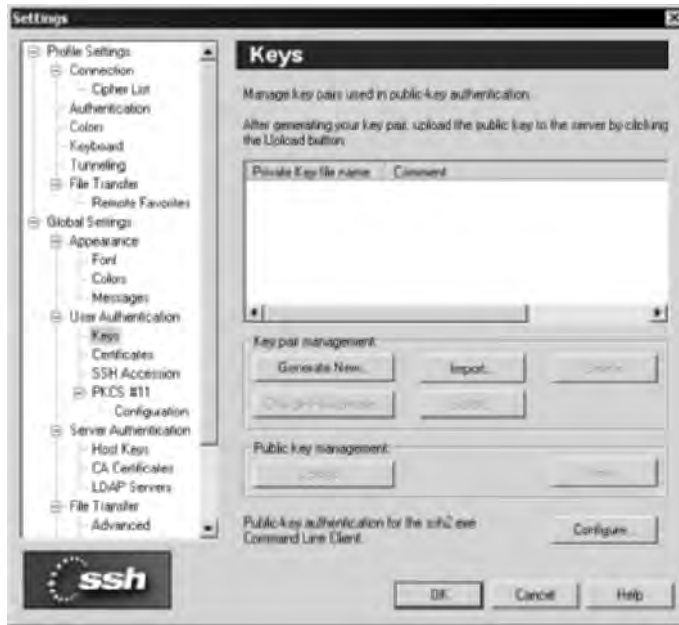 Settings
Profile Settings
Connection
Cipher List
Authentication
Colors
Keyboard
Tunneling
File Transfer
Remote Favorites
Global Settings
Appearance
Font
Colors
Messages
User Authentication
Keys
Certificates
SSH Accession
PKCS #11
Configuration
Server Authentication
Host Keys
CA Certificates
LDAP Servers
File Transfer
Advanced
ssh
Keys
Manage key pairs used in public-key authentication.
After generating your key pair, upload the public key to the server by clicking
the Upload button.
Private Key file name Comment
Key pair management
Generate New... Import... Delete
Public key management
Public-key authentication for the ssh2.exe
Command Line Client.
Configure...
OK Cancel Help